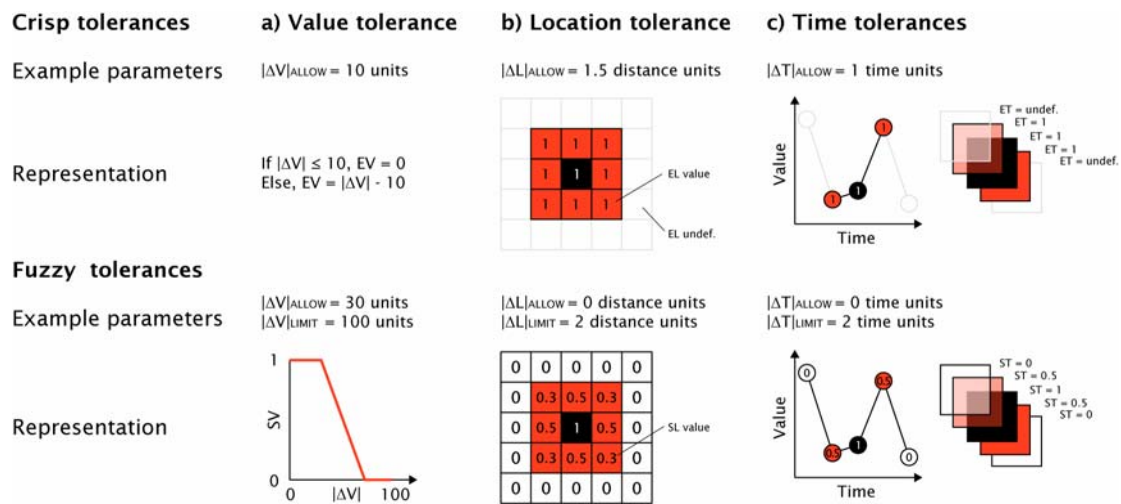 Crisp tolerances a) Value tolerance b) Location tolerance c) Time tolerances
Example parameters |ΔV|ALLOW = 10 units |ΔL|ALLOW = 1.5 distance units |ΔT|ALLOW = 1 time units
Representation
If |ΔV| ≤ 10, EV = 0
Else, EV = |ΔV| - 10
1 1 1
1 1 1
1 1 1
EL value
EL undef.
Value
1
1
1
Time
ET = undef.
ET = 1
ET = 1
ET = 1
ET = undef.
Fuzzy tolerances
Example parameters
|ΔV|ALLOW = 30 units
|ΔV|LIMIT = 100 units
|ΔL|ALLOW = 0 distance units
|ΔL|LIMIT = 2 distance units
|ΔT|ALLOW = 0 time units
|ΔT|LIMIT = 2 time units
Representation
1
SV
0
0 |ΔV| 100
0 0 0 0 0
0 0.3 0.5 0.3 0
0 0.5 1 0.5 0
0 0.3 0.5 0.3 0
0 0 0 0 0
SL value
Value
0
0.5
1
0.5
0
Time
ST = 0
ST = 0.5
ST = 1
ST = 0.5
ST = 0